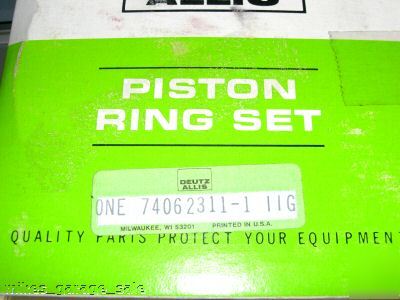 ALLIS
PISTON
RING SET
DEUTZ
ALLIS
ONE 74062311-1 IIG
MILWAUKEE, WI 53201 PRINTED IN U.S.A.
QUALITY PARTS PROTECT YOUR EQUIPMEN
mikes_garage_sale